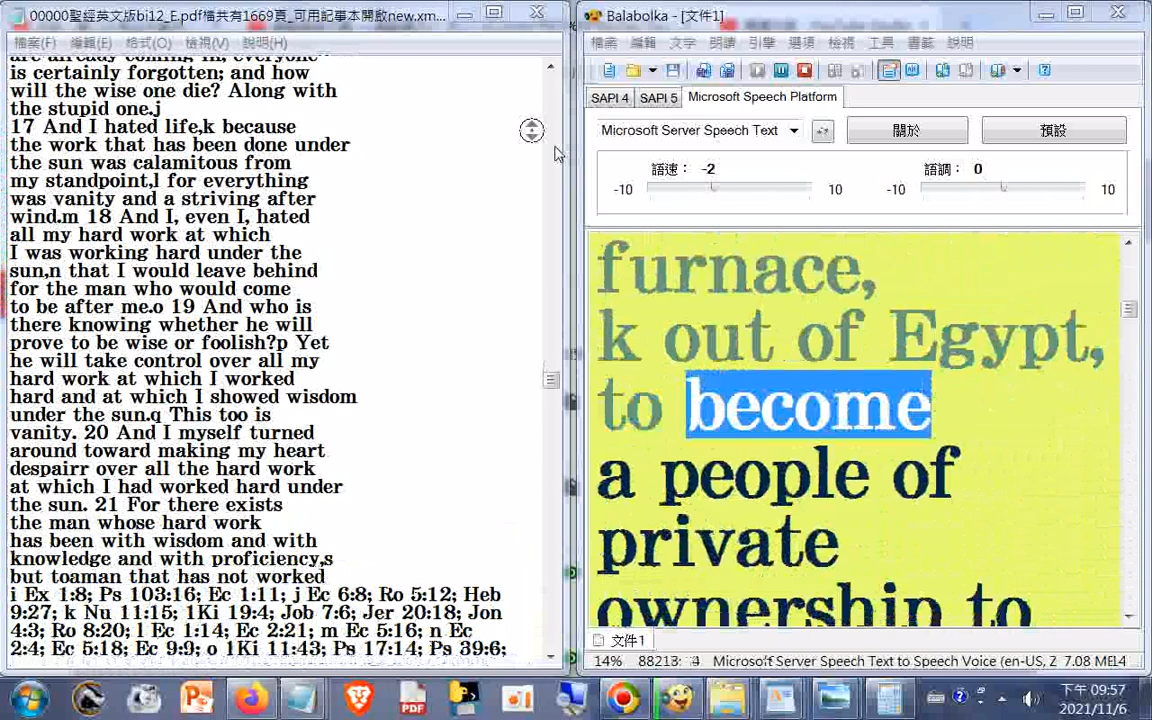 00000聖經英文版bi12_E.pdf檔共有1669頁_可用記事本開啟new.xm...
檔案(F) 編輯(E) 格式(O) 檢視(V) 說明(H)
are already coming in, everyone
is certainly forgotten; and how
will the wise one die? Along with
the stupid one.j
17 And I hated life,k because
the work that has been done under
the sun was calamitous from
my standpoint,l for everything
was vanity and a striving after
wind.m 18 And I, even I, hated
all my hard work at which
I was working hard under the
sun,n that I would leave behind
for the man who would come
to be after me.o 19 And who is
there knowing whether he will
prove to be wise or foolish?p Yet
he will take control over all my
hard work at which I worked
hard and at which I showed wisdom
under the sun.q This too is
vanity. 20 And I myself turned
around toward making my heart
despairr over all the hard work
at which I had worked hard under
the sun. 21 For there exists
the man whose hard work
has been with wisdom and with
knowledge and with proficiency,s
but toaman that has not worked
i Ex 1:8; Ps 103:16; Ec 1:11; j Ec 6:8; Ro 5:12; Heb
9:27; k Nu 11:15; 1Ki 19:4; Job 7:6; Jer 20:18; Jon
4:3; Ro 8:20; l Ec 1:14; Ec 2:21; m Ec 5:16; n Ec
2:4; Ec 5:18; Ec 9:9; o 1Ki 11:43; Ps 17:14; Ps 39:6;
Balabolka - [文件1]
檔案 編輯 文字 朗讀 引擎 選項 檢視 工具 書籤 說明
SAPI 4 SAPI 5 Microsoft Speech Platform
Microsoft Server Speech Text 關於 預設
語速： -2 語調： 0
-10 10 -10 10
furnace,
k out of Egypt,
to become
a people of
private
ownership to
文件1
14% 88213: 4 Microsoft Server Speech Text to Speech Voice (en-US, Z 7.08 МБ14
PDF
下午 09:57
2021/11/6